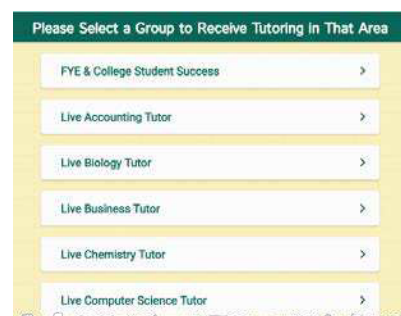 Please Select a Group to Receive Tutoring in That Area
FYE & College Student Success
Live Accounting Tutor
Live Biology Tutor
Live Business Tutor
Live Chemistry Tutor
Live Computer Science Tutor